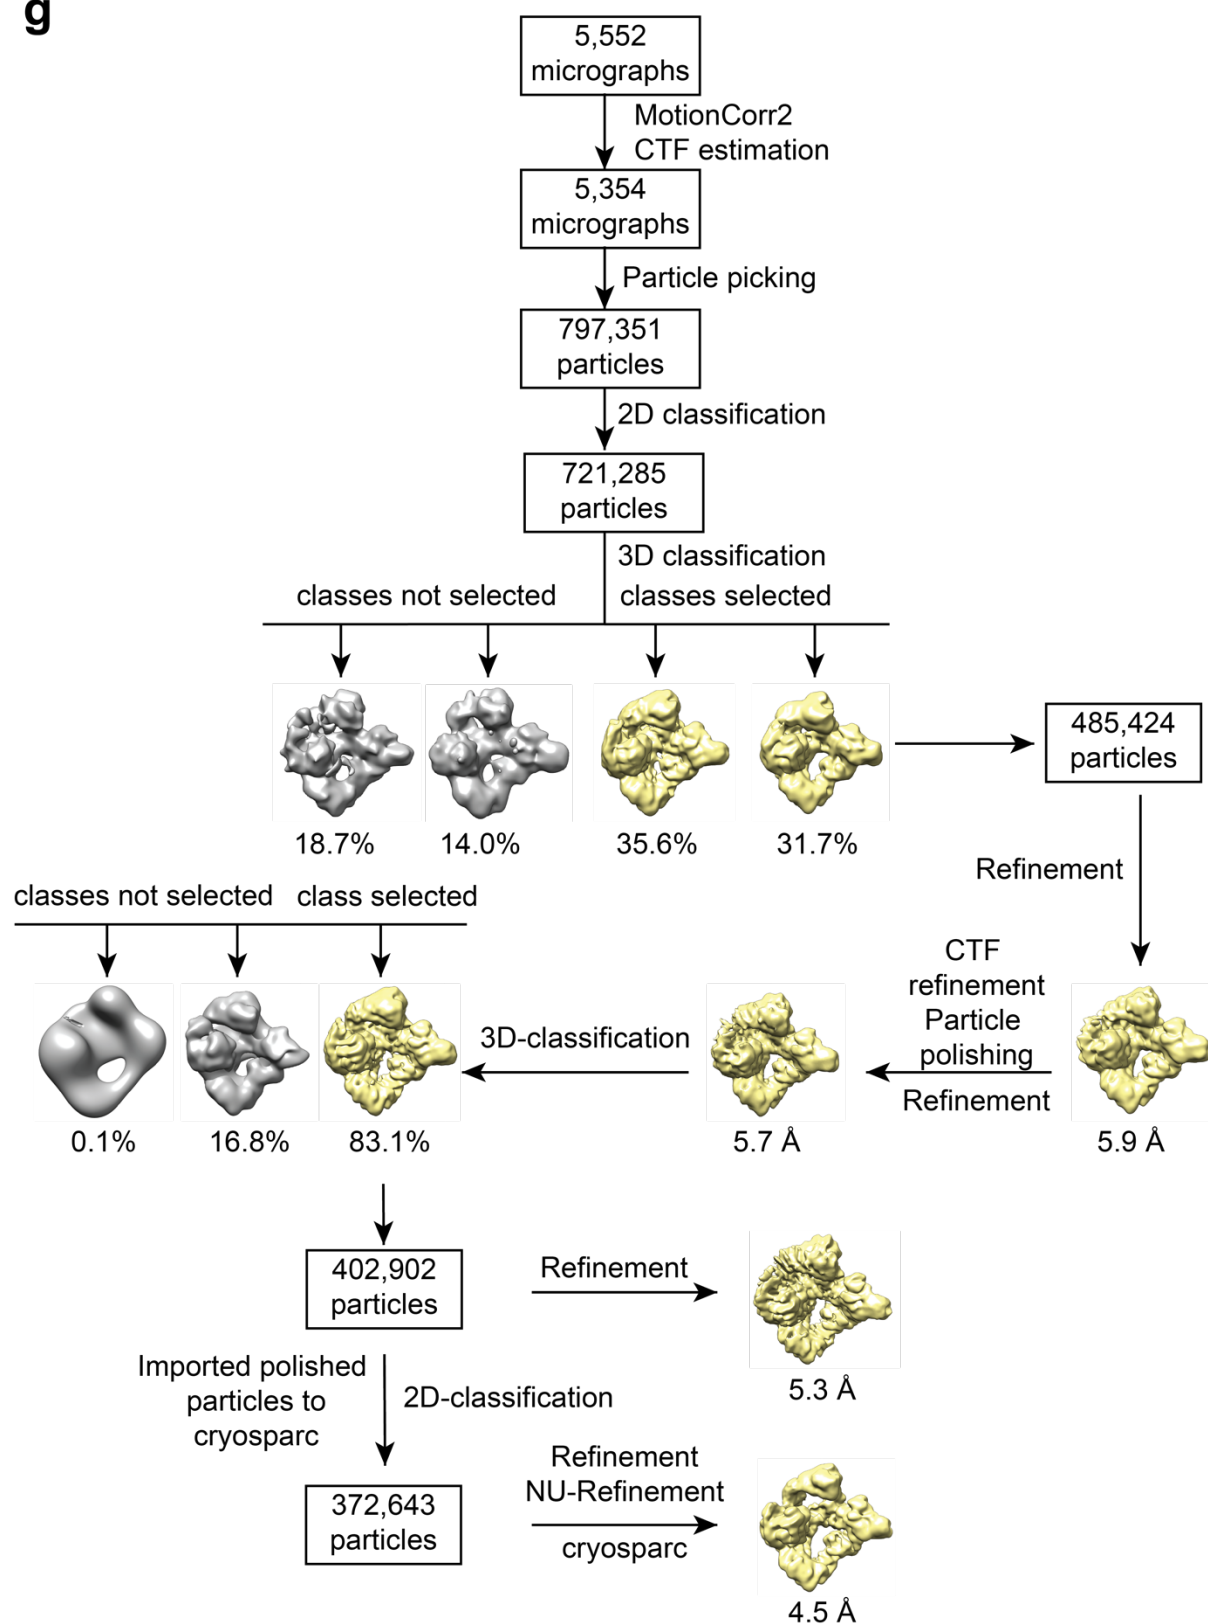 g
5,552
micrographs
MotionCorr2
CTF estimation
5,354
micrographs
Particle picking
797,351
particles
2D classification
721,285
particles
3D classification
classes not selected
classes selected
18.7%
14.0%
35.6%
31.7%
485,424
particles
Refinement
5.9 Å
CTF
refinement
Particle
polishing
Refinement
5.7 Å
3D-classification
classes not selected
class selected
0.1%
16.8%
83.1%
402,902
particles
Refinement
5.3 Å
Imported polished
particles to
cryosparc
2D-classification
372,643
particles
Refinement
NU-Refinement
cryosparc
4.5 Å